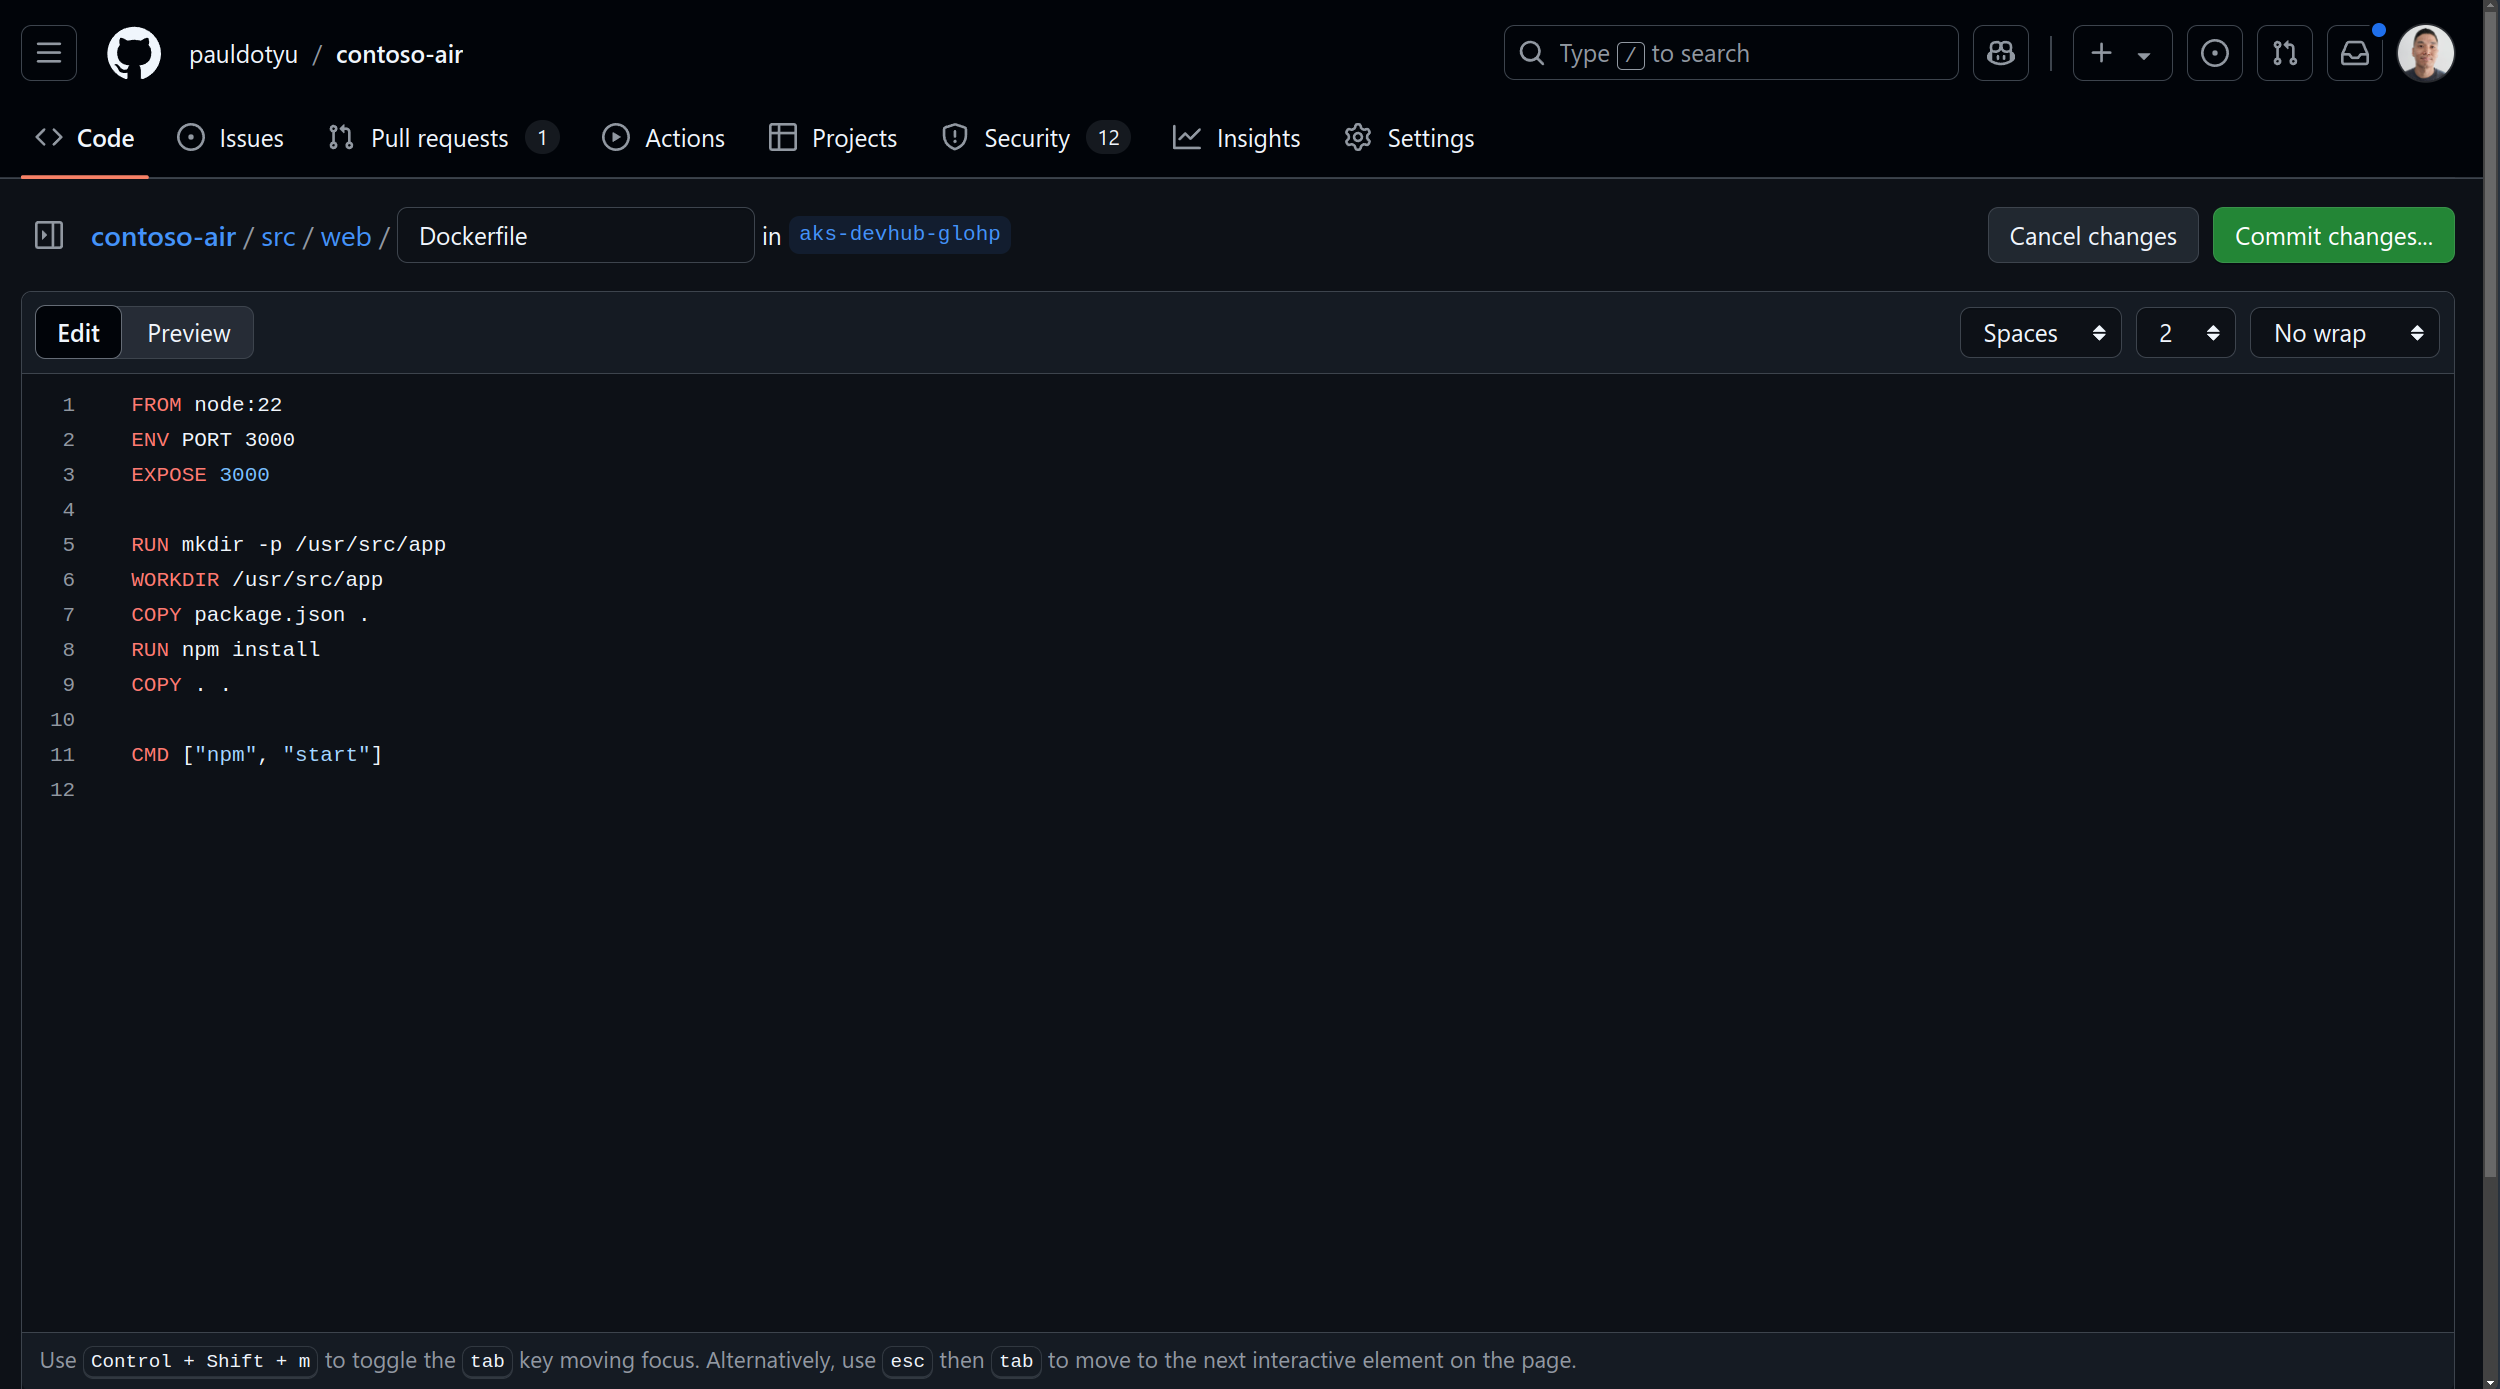 pauldotyu / contoso-air
Type / to search
Code
Issues
Pull requests 1
Actions
Projects
Security 12
Insights
Settings
contoso-air / src / web / Dockerfile in aks-devhub-glohp
Cancel changes
Commit changes...
Edit
Preview
Spaces
2
No wrap
1 FROM node:22
2 ENV PORT 3000
3 EXPOSE 3000
4
5 RUN mkdir -p /usr/src/app
6 WORKDIR /usr/src/app
7 COPY package.json .
8 RUN npm install
9 COPY . .
10
11 CMD ["npm", "start"]
12
Use Control + Shift + m to toggle the tab key moving focus. Alternatively, use esc then tab to move to the next interactive element on the page.